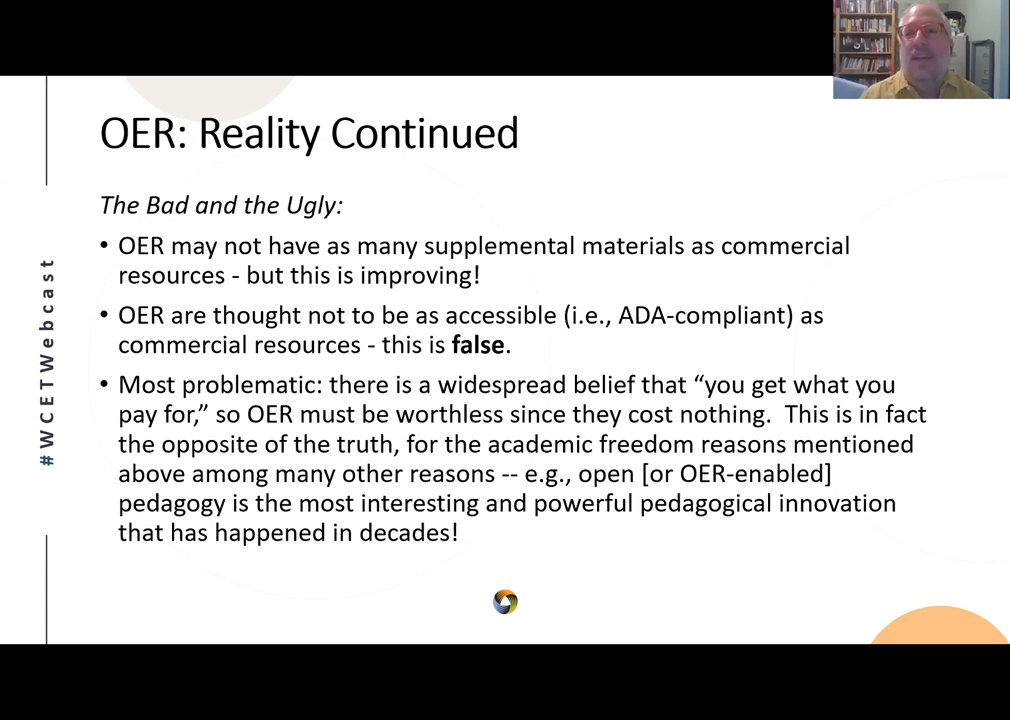 OER: Reality Continued
The Bad and the Ugly:
• OER may not have as many supplemental materials as commercial
resources - but this is improving!
• OER are thought not to be as accessible (i.e., ADA-compliant) as
commercial resources - this is false.
• Most problematic: there is a widespread belief that “you get what you
pay for,” so OER must be worthless since they cost nothing.  This is in fact
the opposite of the truth, for the academic freedom reasons mentioned
above among many other reasons -- e.g., open [or OER-enabled]
pedagogy is the most interesting and powerful pedagogical innovation
that has happened in decades!
#WCETWebcast